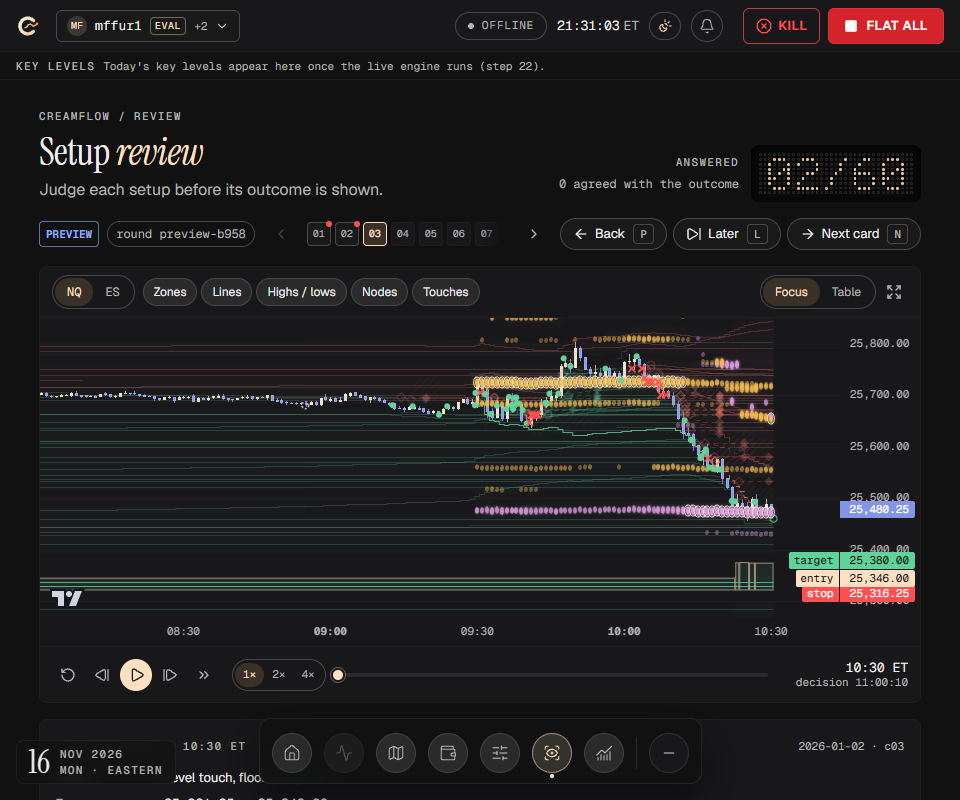 MF mffur1 EVAL +2
OFFLINE
21:31:03 ET
KILL
FLAT ALL
KEY LEVELS Today's key levels appear here once the live engine runs (step 22).
CREAMFLOW / REVIEW
Setup review
Judge each setup before its outcome is shown.
ANSWERED
0 agreed with the outcome
02/60
PREVIEW
round preview-b958
01 02 03 04 05 06 07
Back P
Later L
Next card N
NQ ES
Zones
Lines
Highs / lows
Nodes
Touches
Focus
Table
25,800.00
25,700.00
25,600.00
25,500.00
25,480.25
25,400.00
target 25,380.00
entry 25,346.00
stop 25,316.25
08:30 09:00 09:30 10:00 10:30
1× 2× 4×
10:30 ET
decision 11:00:10
16
NOV 2026
MON · EASTERN
10:30 ET
2026-01-02 · c03
evel touch,